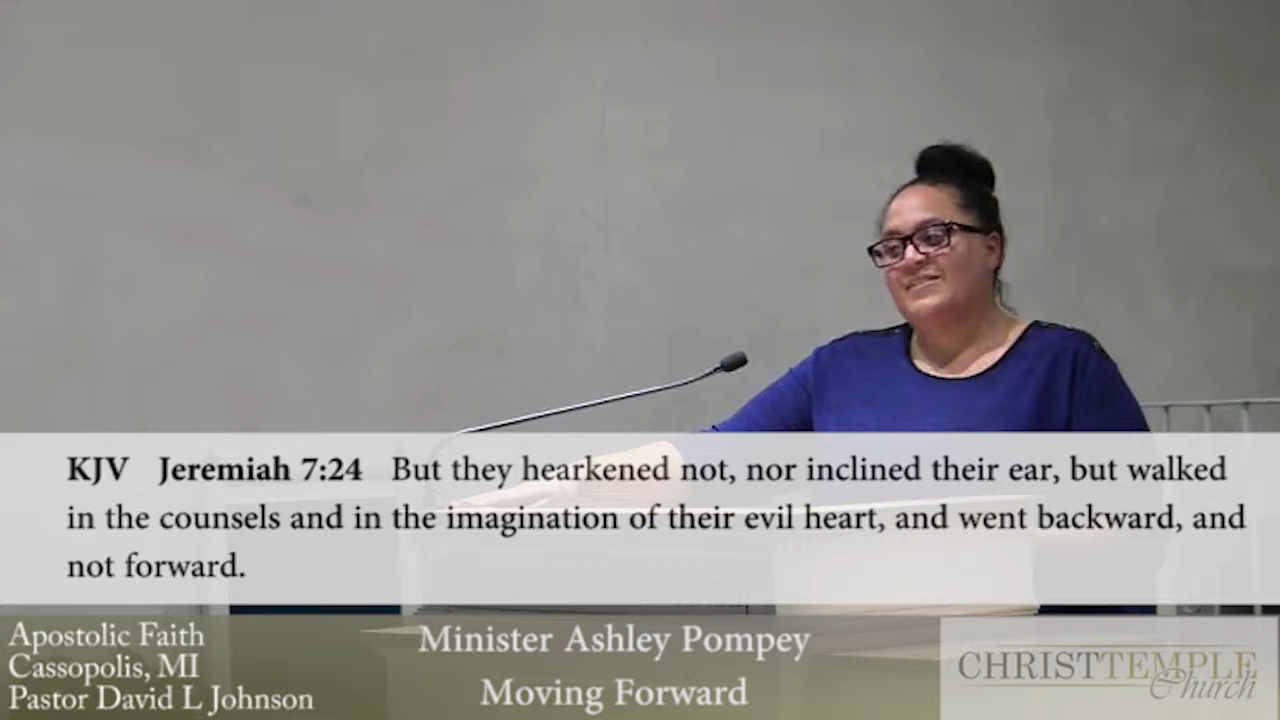 KJV Jeremiah 7:24 But they hearkened not, nor inclined their ear, but walked
in the counsels and in the imagination of their evil heart, and went backward, and
not forward.
Apostolic Faith
Cassopolis, MI
Pastor David L Johnson
Minister Ashley Pompey
Moving Forward
CHRISTTEMPLE
Church